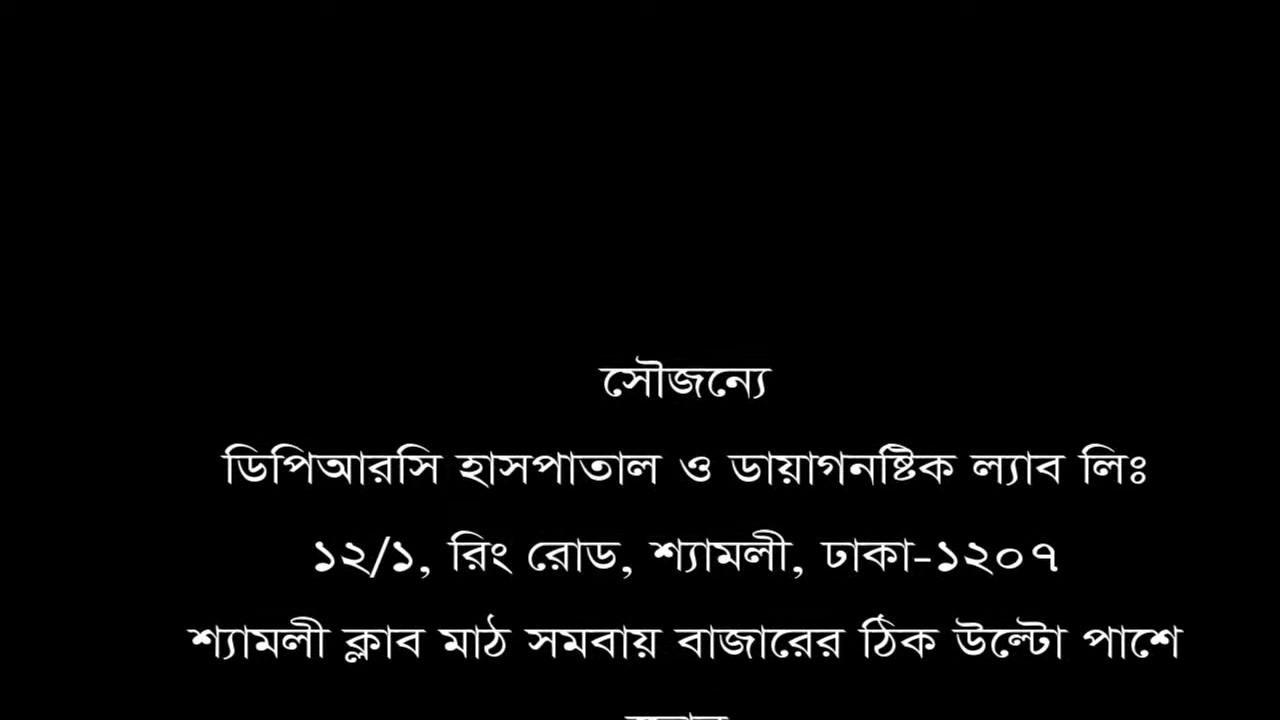 সৌজন্যে
ডিপিআরসি হাসপাতাল ও ডায়াগনষ্টিক ল্যাব লিঃ
১২/১, রিং রোড, শ্যামলী, ঢাকা-১২০৭
শ্যামলী ক্লাব মাঠ সমবায় বাজারের ঠিক উল্টো পাশে